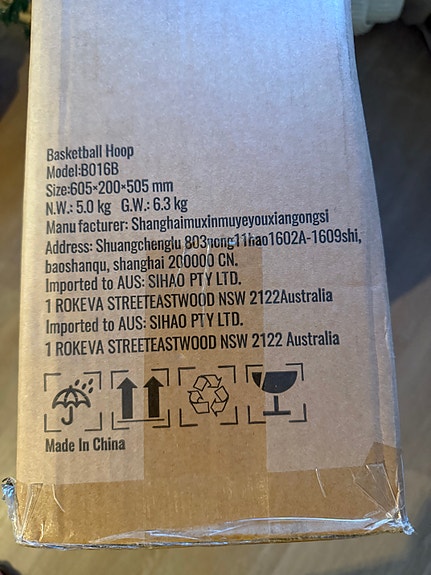 Basketball Hoop
Model:B016B
Size:605×200×505 mm
N.W.: 5.0 kg G.W.: 6.3 kg
Manufacturer: Shanghaimuxinmuyeyouxiangongsi
Address: Shuangchenglu 803nong11hao1602A-1609shi,
baoshanqu, shanghai 200000 CN.
Imported to AUS: SIHAO PTY LTD.
1 ROKEVA STREETEASTWOOD NSW 2122Australia
Imported to AUS: SIHAO PTY LTD.
1 ROKEVA STREETEASTWOOD NSW 2122 Australia
Made In China